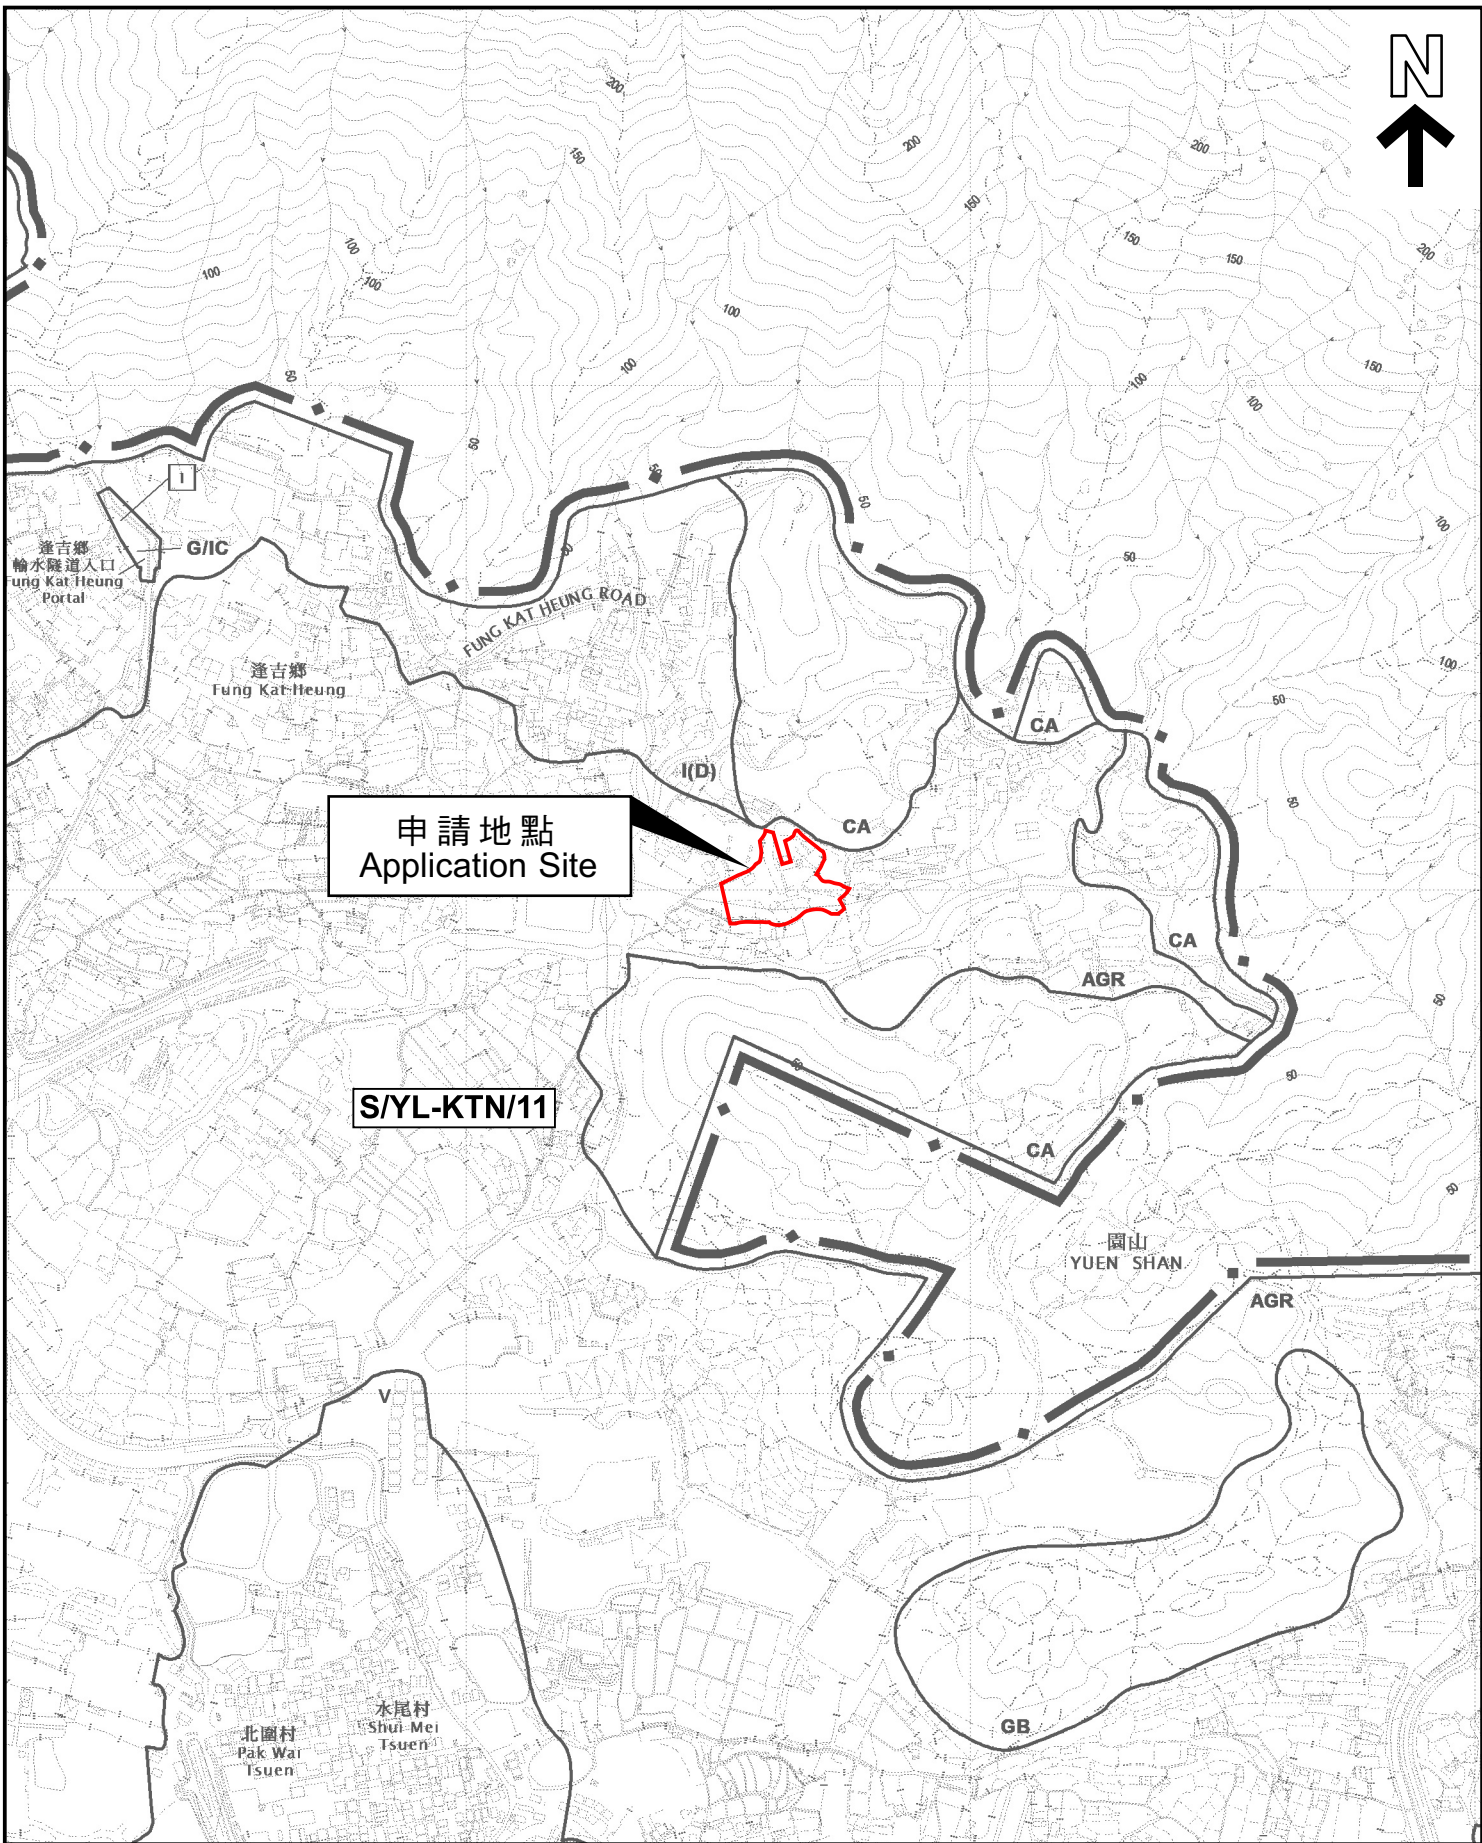 N
200
200
200
150
150
150
150
200
100
100
100
100
100
150
100
100
50
50
50
50
50
1
G/IC
逢吉鄉
輸水隧道入口
Fung Kat Heung
Portal
FUNG KAT HEUNG ROAD
逢吉鄉
Fung Kat Heung
100
50
100
50
CA
I(D)
CA
50
申請地點
Application Site
CA
AGR
50
50
50
S/YL-KTN/11
CA
50
圓山
YUEN SHAN
AGR
V
水尾村
Shui Mei
Tsuen
北圍村
Pak Wai
Tsuen
GB